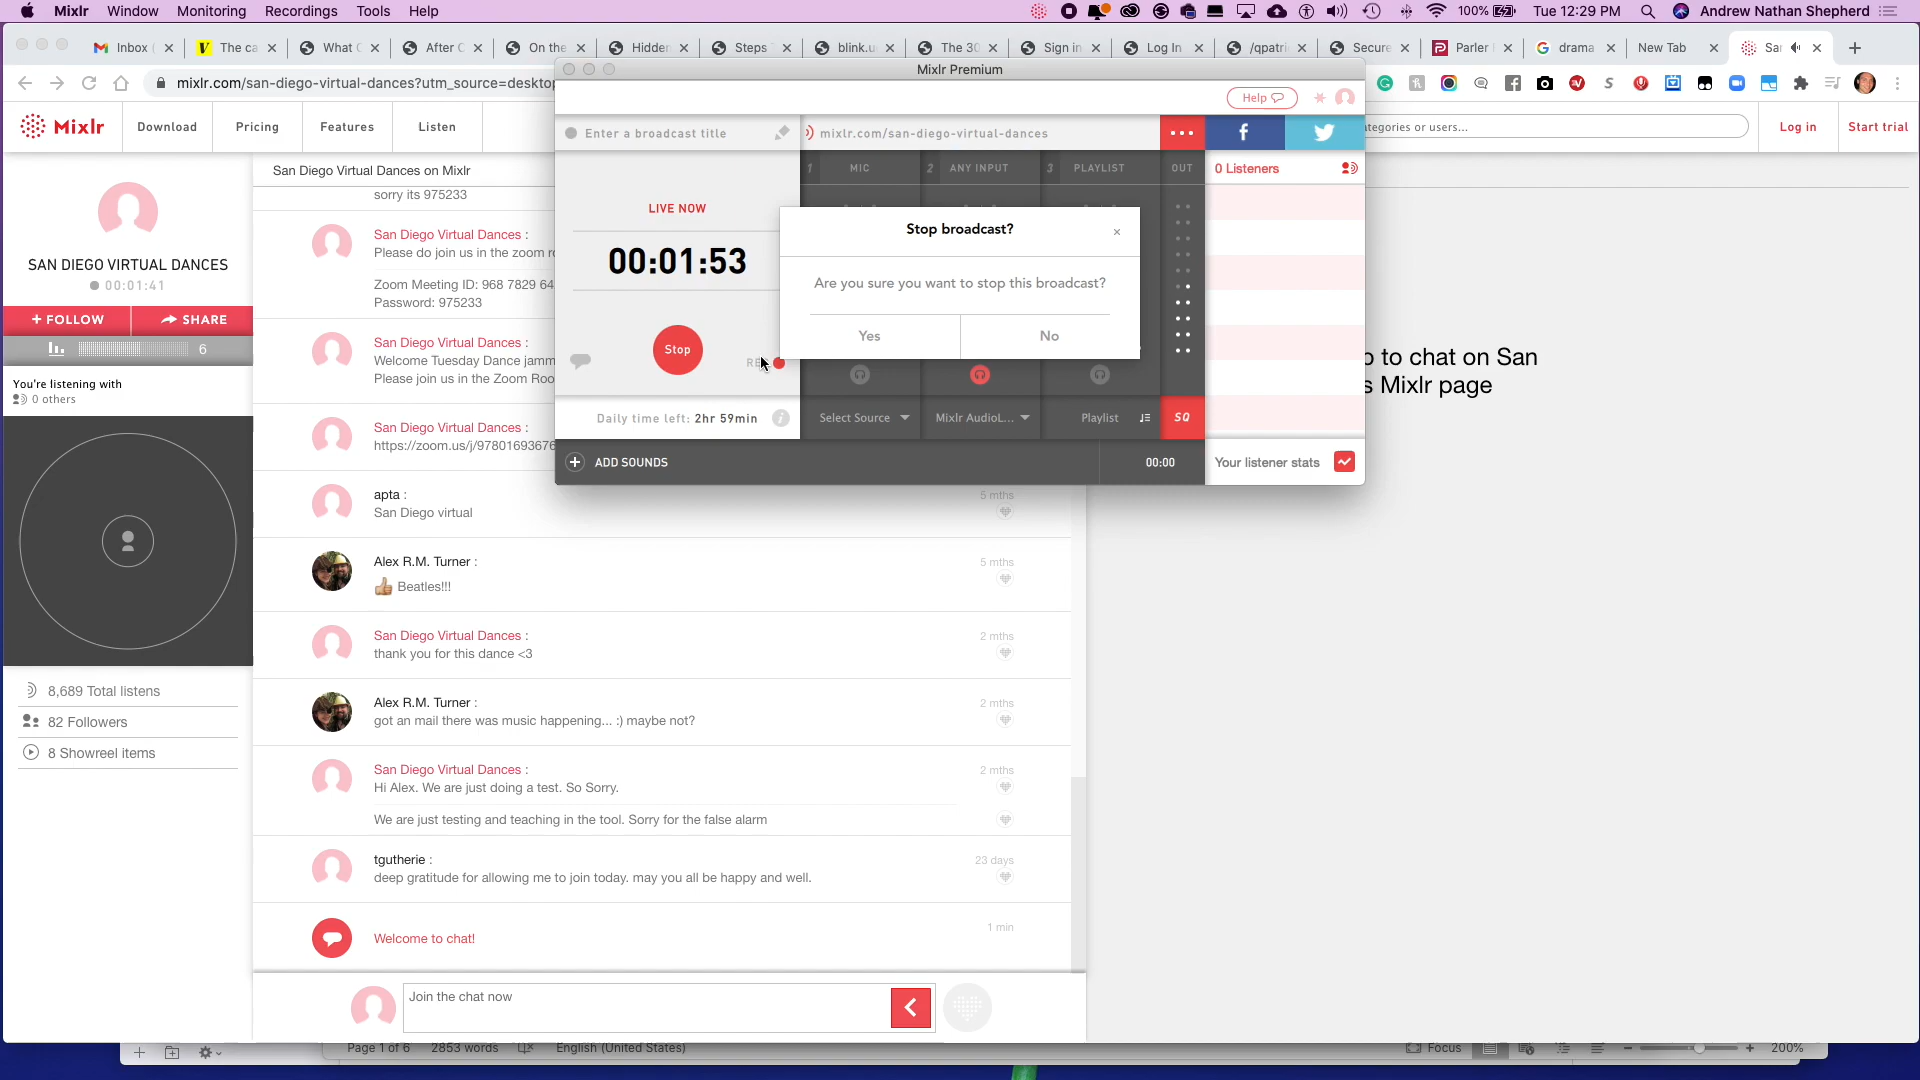 Mixlr Window Monitoring Recordings Tools Help
100% Tue 12:29 PM Andrew Nathan Shepherd
Inbox ( The ca What C After C On the Hidden Steps blink.u The 30 Sign in Log In /qpatri Secure Parler drama New Tab Sa
mixlr.com/san-diego-virtual-dances?utm_source=deskto
Mixlr Download Pricing Features Listen
ategories or users... Log in Start trial
San Diego Virtual Dances on Mixlr
SAN DIEGO VIRTUAL DANCES
00:01:41
+ FOLLOW SHARE
6
You're listening with
0 others
8,689 Total listens
82 Followers
8 Showreel items
sorry its 975233
San Diego Virtual Dances :
Please do join us in the zoom r
Zoom Meeting ID: 968 7829 64
Password: 975233
San Diego Virtual Dances :
Welcome Tuesday Dance jamm
Please join us in the Zoom Roo
San Diego Virtual Dances :
https://zoom.us/j/97801693676
apta :
5 mths
San Diego virtual
Alex R.M. Turner :
5 mths
Beatles!!!
San Diego Virtual Dances :
2 mths
thank you for this dance <3
Alex R.M. Turner :
2 mths
got an mail there was music happening... :) maybe not?
San Diego Virtual Dances :
2 mths
Hi Alex. We are just doing a test. So Sorry.
We are just testing and teaching in the tool. Sorry for the false alarm
tgutherie :
23 days
deep gratitude for allowing me to join today. may you all be happy and well.
1 min
Welcome to chat!
Join the chat now
Mixlr Premium
Help
Enter a broadcast title
mixlr.com/san-diego-virtual-dances
f
1 MIC 2 ANY INPUT 3 PLAYLIST OUT
0 Listeners
LIVE NOW
00:01:53
Stop
Stop broadcast?
×
Are you sure you want to stop this broadcast?
Yes No
Daily time left: 2hr 59min
Select Source Mixlr AudioL... Playlist SQ
+ ADD SOUNDS 00:00
Your listener stats
to chat on San
s Mixlr page
Page 1 of 6 2853 words English (United States) Focus 200%